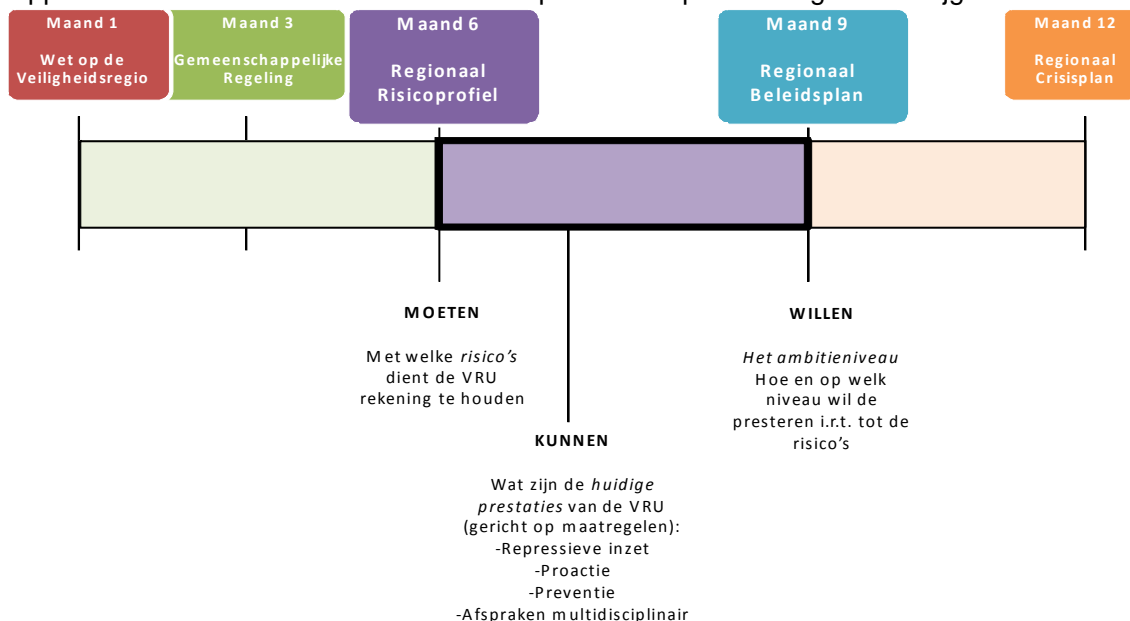 Maand 1
Wet op de
Veiligheidsregio
Maand 3
Gemeenschappelijke
Regeling
Maand 6
Regionaal
Risicoprofiel
Maand 9
Regionaal
Beleidsplan
Maand 12
Regionaal
Crisisplan
MOETEN
Met welke risico's
dient de VRU
rekening te houden
WILLEN
Het ambitieniveau
Hoe en op welk
niveau wil de
presteren i.r.t. tot de
risico's
KUNNEN
Wat zijn de huidige
prestaties van de VRU
(gericht op maatregelen):
-Repressieve inzet
-Proactie
-Preventie
-Afspraken multidisciplinair